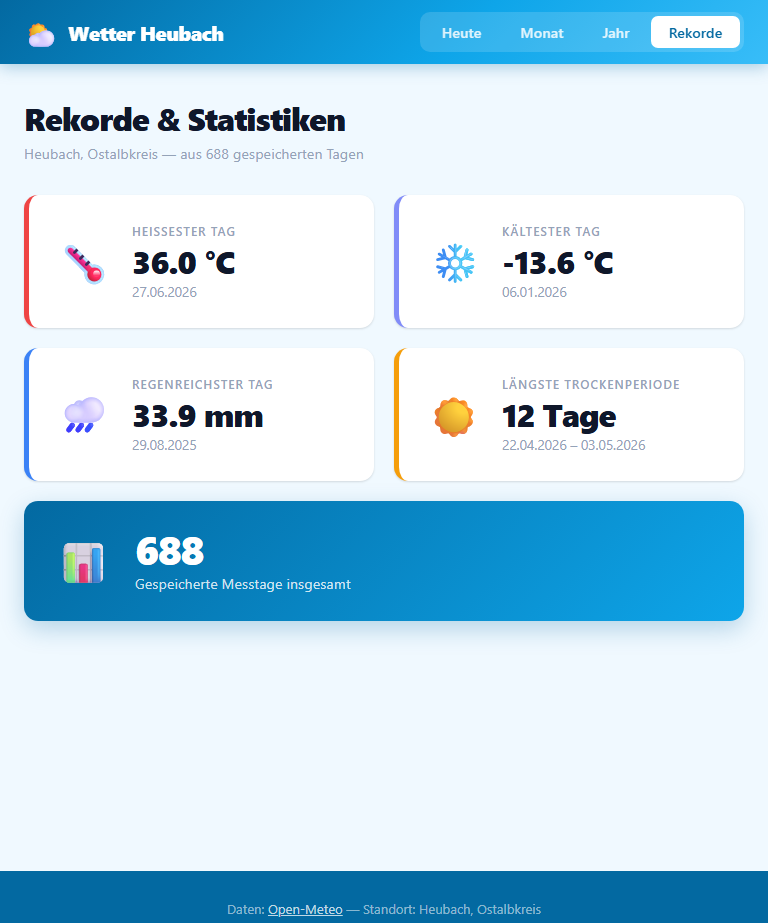 Wetter Heubach
Heute
Monat
Jahr
Rekorde
Rekorde & Statistiken
Heubach, Ostalbkreis — aus 688 gespeicherten Tagen
HEISSESTER TAG
36.0 °C
27.06.2026
KÄLTESTER TAG
-13.6 °C
06.01.2026
REGENREICHSTER TAG
33.9 mm
29.08.2025
LÄNGSTE TROCKENPERIODE
12 Tage
22.04.2026 – 03.05.2026
688
Gespeicherte Messtage insgesamt
Daten: Open-Meteo — Standort: Heubach, Ostalbkreis